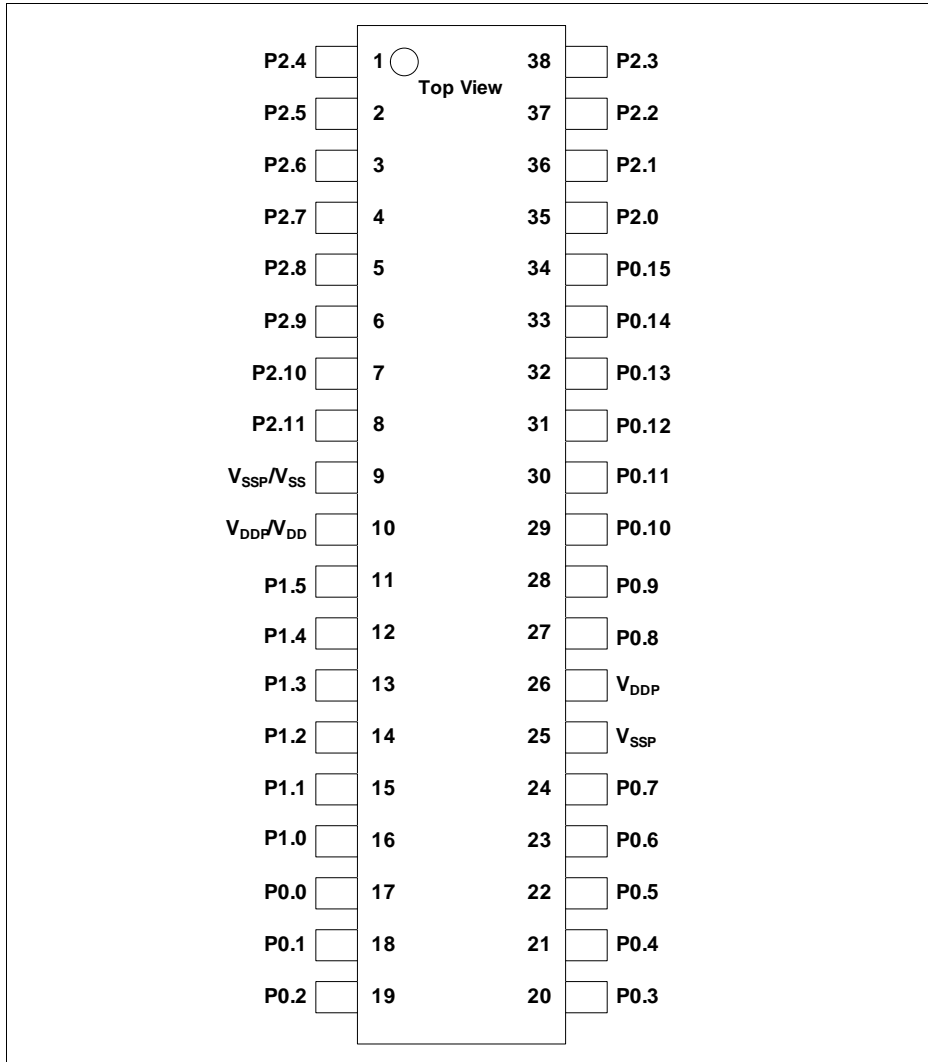 P2.4 1 38 P2.3
Top View
P2.5 2 37 P2.2
P2.6 3 36 P2.1
P2.7 4 35 P2.0
P2.8 5 34 P0.15
P2.9 6 33 P0.14
P2.10 7 32 P0.13
P2.11 8 31 P0.12
VSSP/VSS 9 30 P0.11
VDDP/VDD 10 29 P0.10
P1.5 11 28 P0.9
P1.4 12 27 P0.8
P1.3 13 26 VDDP
P1.2 14 25 VSSP
P1.1 15 24 P0.7
P1.0 16 23 P0.6
P0.0 17 22 P0.5
P0.1 18 21 P0.4
P0.2 19 20 P0.3